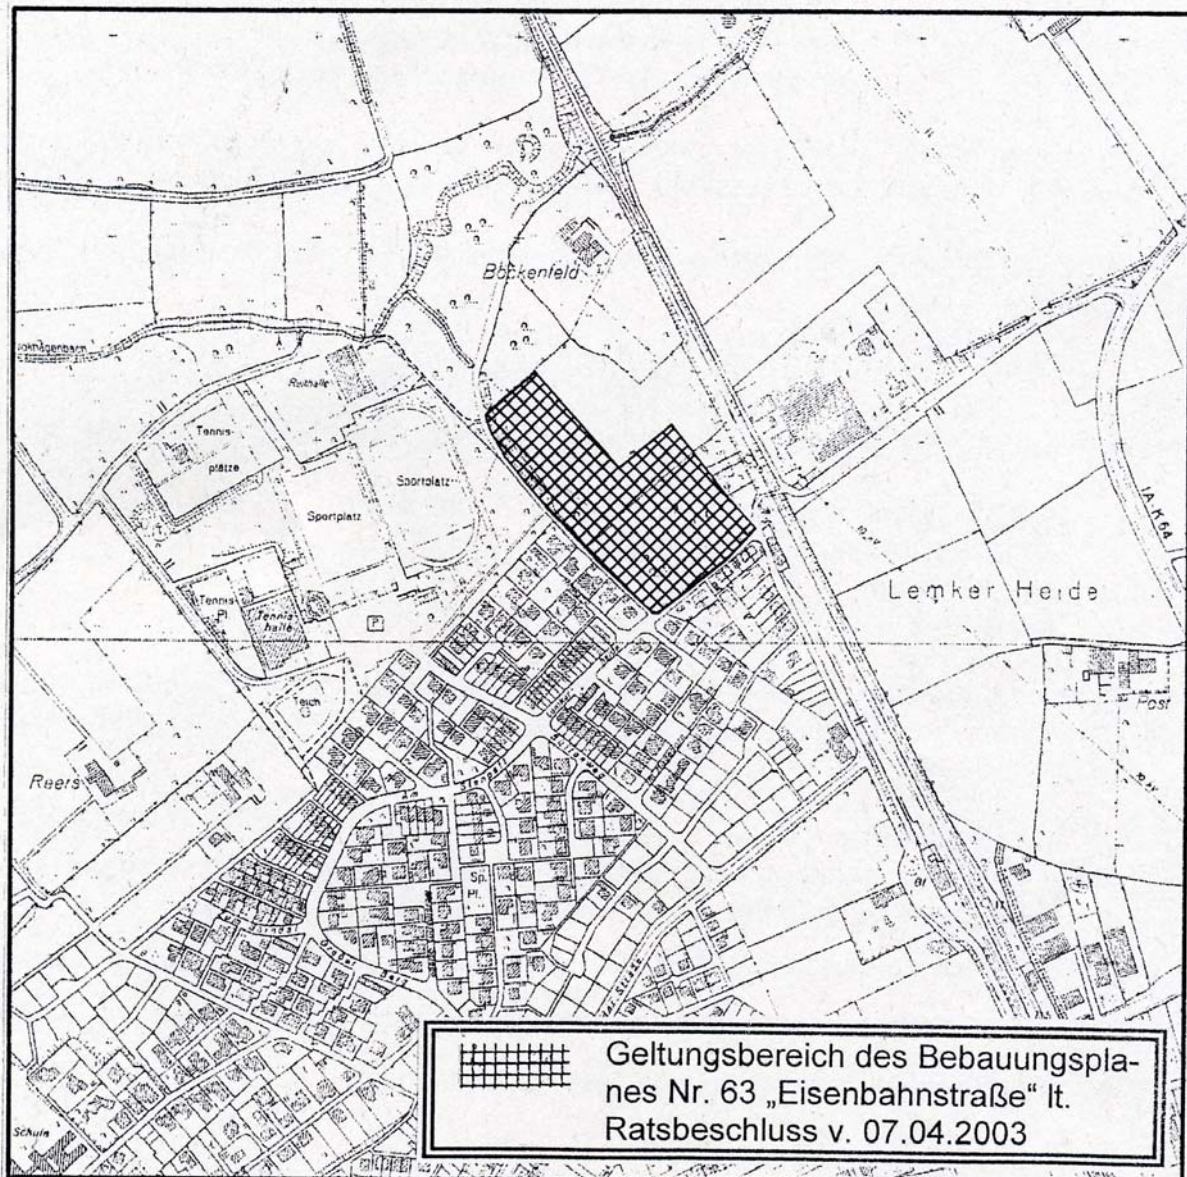 Böckenfeld
Reithalle
Tennis-
plätze
Sportplatz
Sportplatz
Tennis-
Pl.
Tennis-
halle
P
Teich
Lemker Heide
K 64
Post
Reers
Sp.
Pl.
Bf
Schule
Geltungsbereich des Bebauungspla-
nes Nr. 63 „Eisenbahnstraße“ lt.
Ratsbeschluss v. 07.04.2003